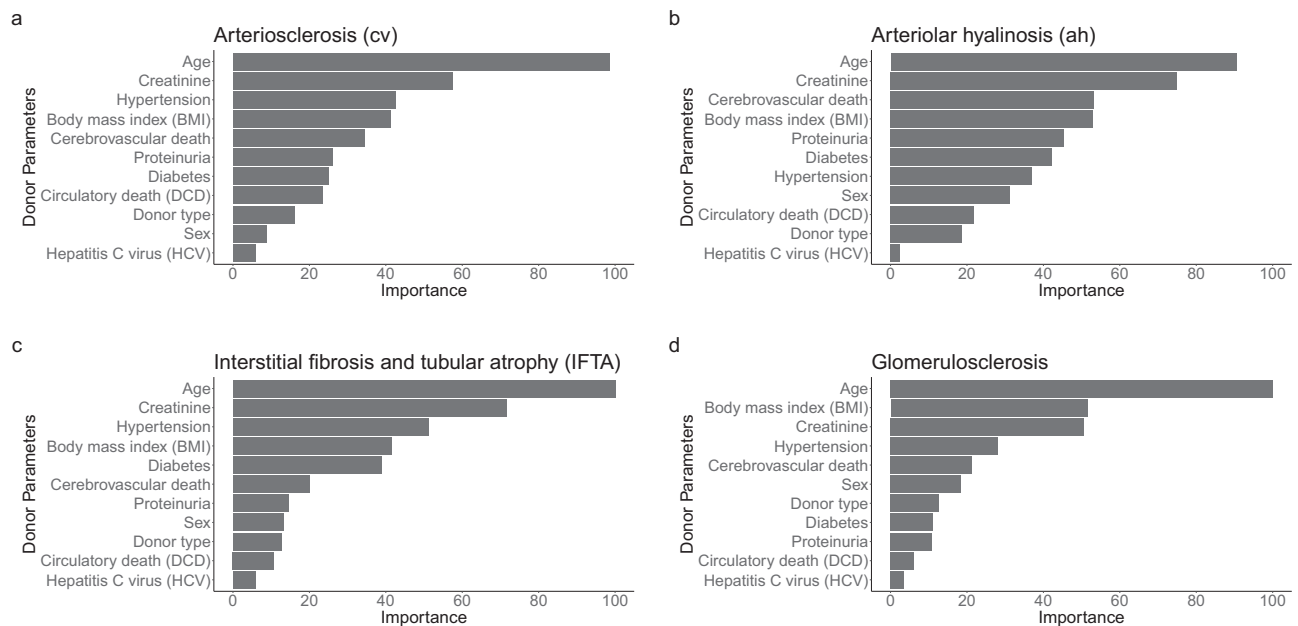 a
Arteriosclerosis (cv)
Donor Parameters
Age
Creatinine
Hypertension
Body mass index (BMI)
Cerebrovascular death
Proteinuria
Diabetes
Circulatory death (DCD)
Donor type
Sex
Hepatitis C virus (HCV)
0 20 40 60 80 100
Importance
b
Arteriolar hyalinosis (ah)
Donor Parameters
Age
Creatinine
Cerebrovascular death
Body mass index (BMI)
Proteinuria
Diabetes
Hypertension
Sex
Circulatory death (DCD)
Donor type
Hepatitis C virus (HCV)
0 20 40 60 80 100
Importance
c
Interstitial fibrosis and tubular atrophy (IFTA)
Donor Parameters
Age
Creatinine
Hypertension
Body mass index (BMI)
Diabetes
Cerebrovascular death
Proteinuria
Sex
Donor type
Circulatory death (DCD)
Hepatitis C virus (HCV)
0 20 40 60 80 100
Importance
d
Glomerulosclerosis
Donor Parameters
Age
Body mass index (BMI)
Creatinine
Hypertension
Cerebrovascular death
Sex
Donor type
Diabetes
Proteinuria
Circulatory death (DCD)
Hepatitis C virus (HCV)
0 20 40 60 80 100
Importance